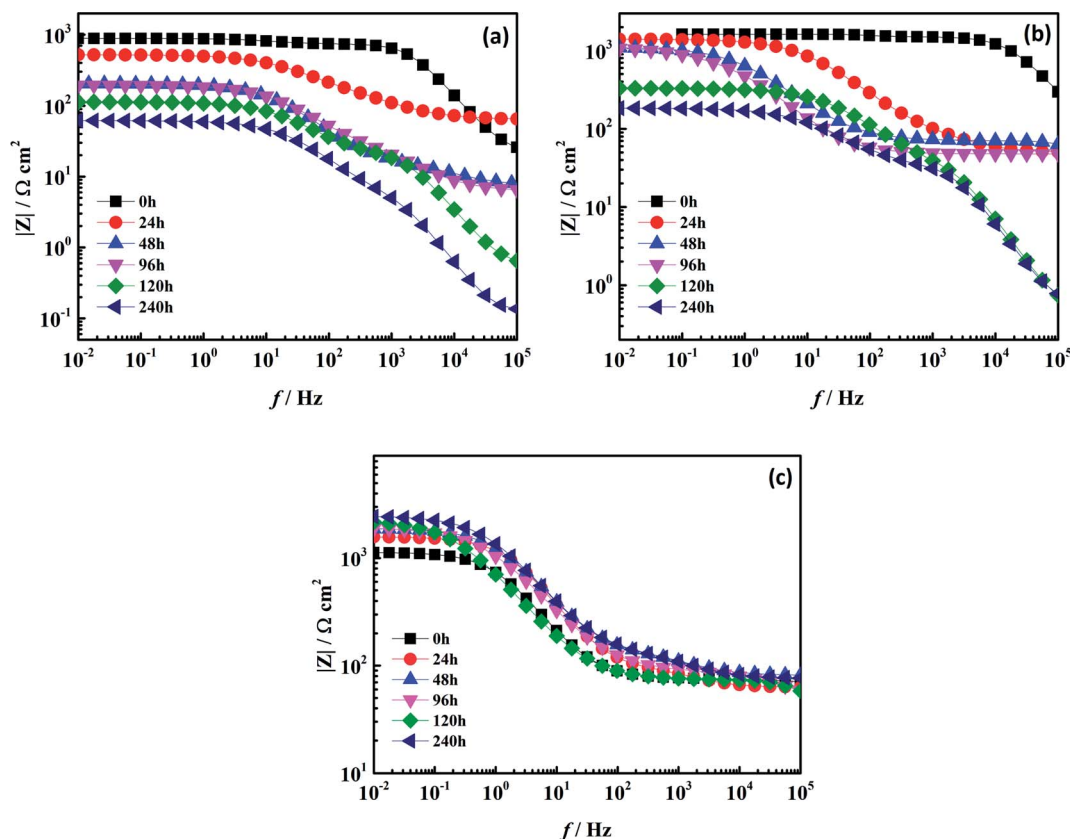 (a)
|Z| / Ω cm²
10³
10²
10¹
10⁰
10⁻¹
0h
24h
48h
96h
120h
240h
10⁻² 10⁻¹ 10⁰ 10¹ 10² 10³ 10⁴ 10⁵
f / Hz
(b)
|Z| / Ω cm²
10³
10²
10¹
10⁰
0h
24h
48h
96h
120h
240h
10⁻² 10⁻¹ 10⁰ 10¹ 10² 10³ 10⁴ 10⁵
f / Hz
(c)
|Z| / Ω cm²
10³
10²
10¹
0h
24h
48h
96h
120h
240h
10⁻² 10⁻¹ 10⁰ 10¹ 10² 10³ 10⁴ 10⁵
f / Hz